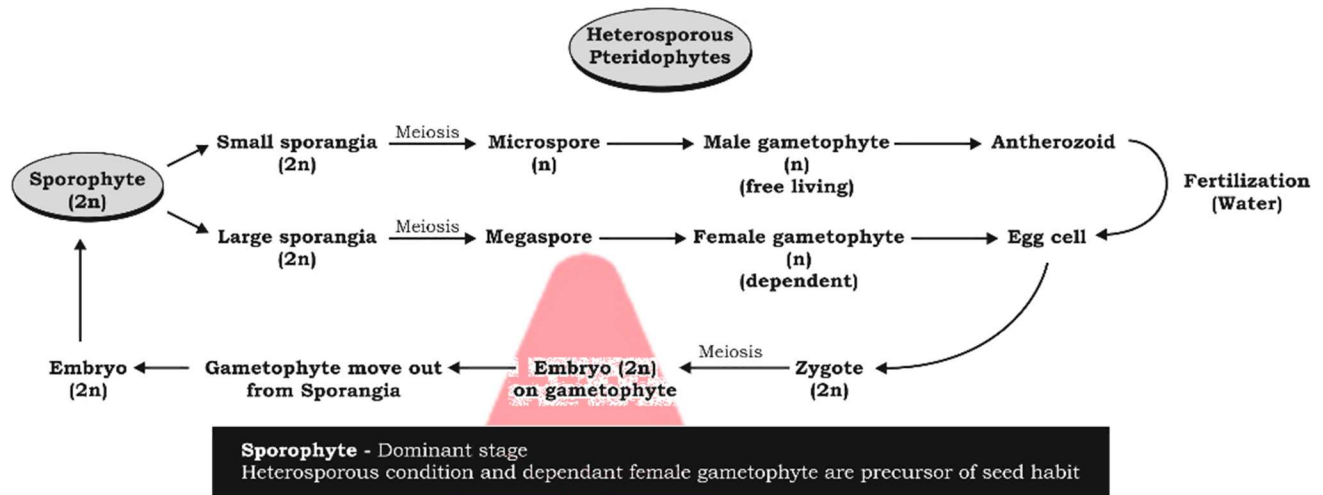 Heterosporous
Pteridophytes
Small sporangia
(2n)
Meiosis
Microspore
(n)
Male gametophyte
(n)
(free living)
Antherozoid
Sporophyte
(2n)
Fertilization
(Water)
Large sporangia
(2n)
Meiosis
Megaspore
Female gametophyte
(n)
(dependent)
Egg cell
Embryo
(2n)
Gametophyte move out
from Sporangia
Embryo (2n)
on gametophyte
Meiosis
Zygote
(2n)
Sporophyte - Dominant stage
Heterosporous condition and dependant female gametophyte are precursor of seed habit